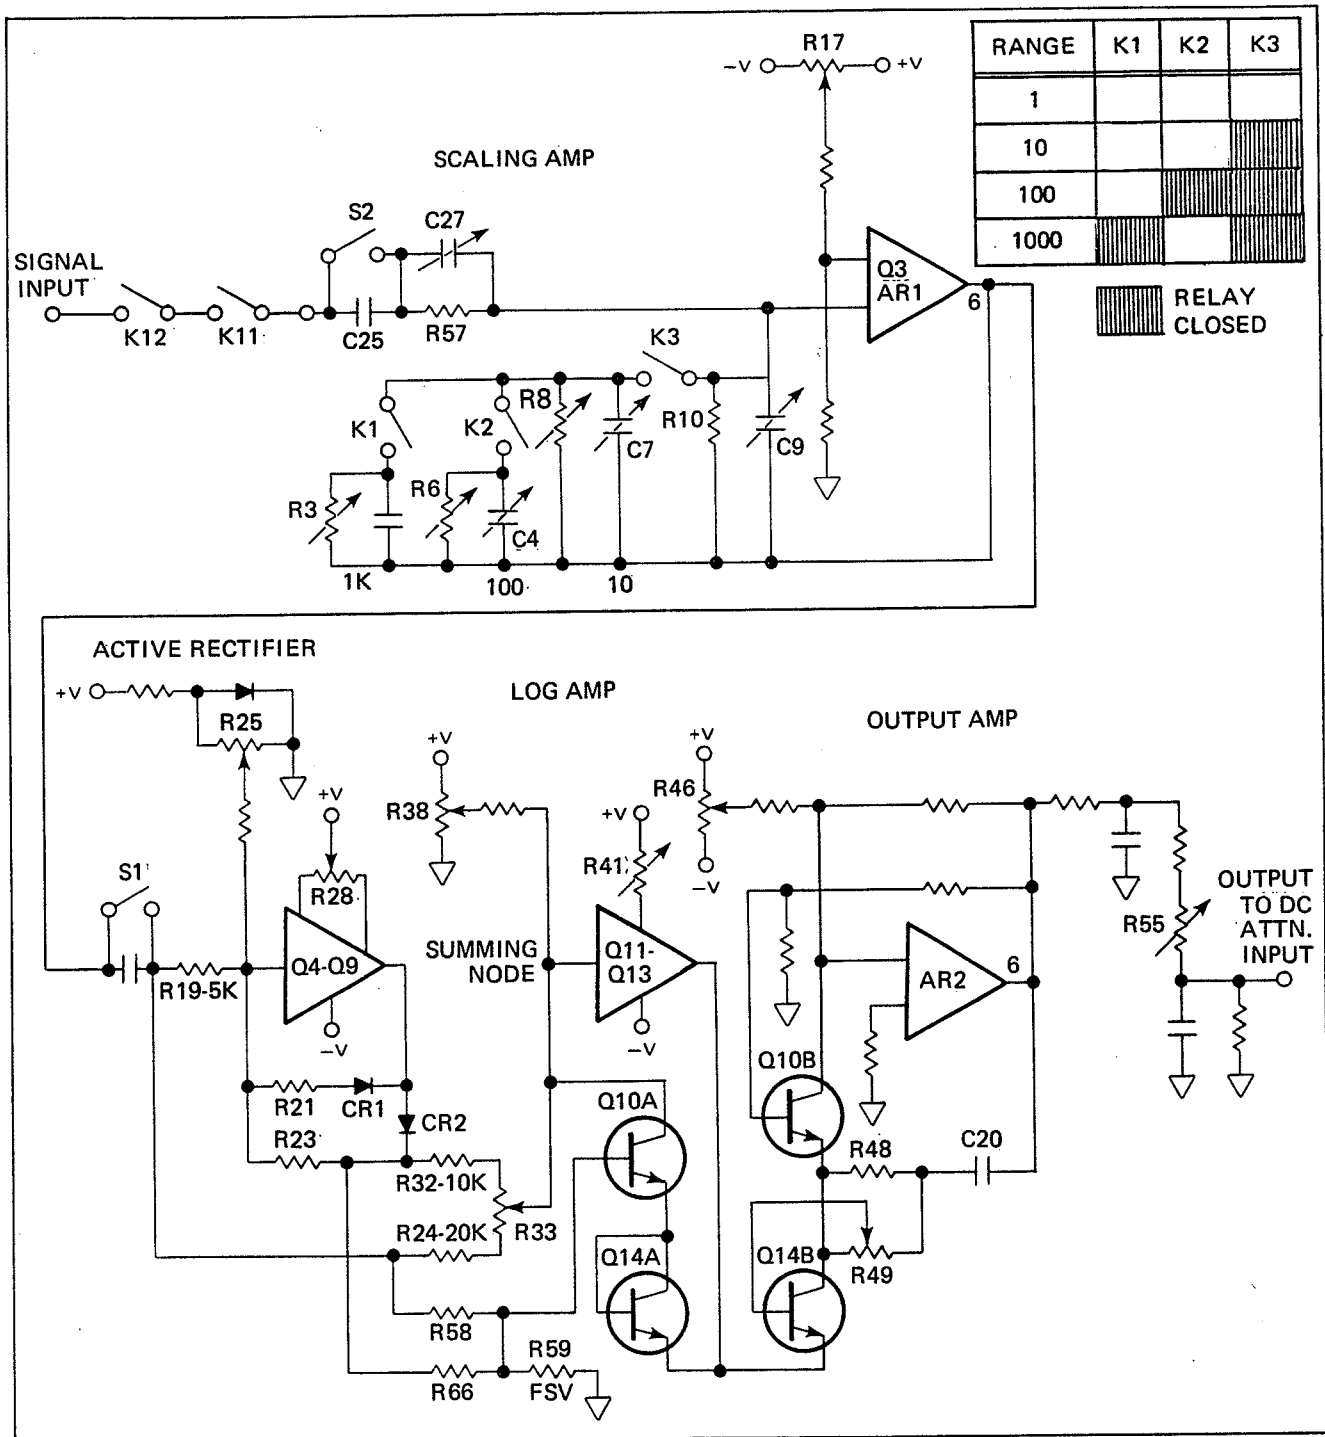 RANGE K1 K2 K3
1
10
100
1000
RELAY
CLOSED
R17
−V +V
SCALING AMP
S2
C27
SIGNAL
INPUT
K12
K11
C25
R57
Q3
AR1
6
K3
K1
K2
R8
C7
R10
C9
R3
R6
C4
1K
100
10
ACTIVE RECTIFIER
+V
R25
LOG AMP
OUTPUT AMP
+V
R38
+V
R28
+V
R46
−V
+V
R41
S1
R19-5K
Q4-Q9
−V
SUMMING
NODE
Q11-
Q13
−V
AR2
6
R55
OUTPUT
TO DC
ATTN.
INPUT
R21
CR1
CR2
R23
R32-10K
R33
R24-20K
Q10A
Q10B
R48
C20
Q14A
Q14B
R49
R58
R66
R59
FSV